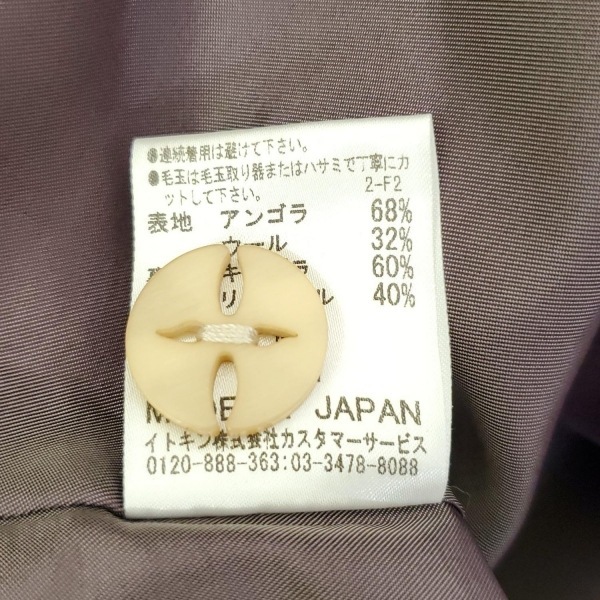 ●連続着用は避けて下さい。
●毛玉は毛玉取り器またはハサミで丁寧にカ
ットして下さい。 2-F2
表地 アンゴラ 68%
ウール 32%
60%
40%
JAPAN
イトキン株式会社カスタマーサービス
0120-888-363:03-3478-8088